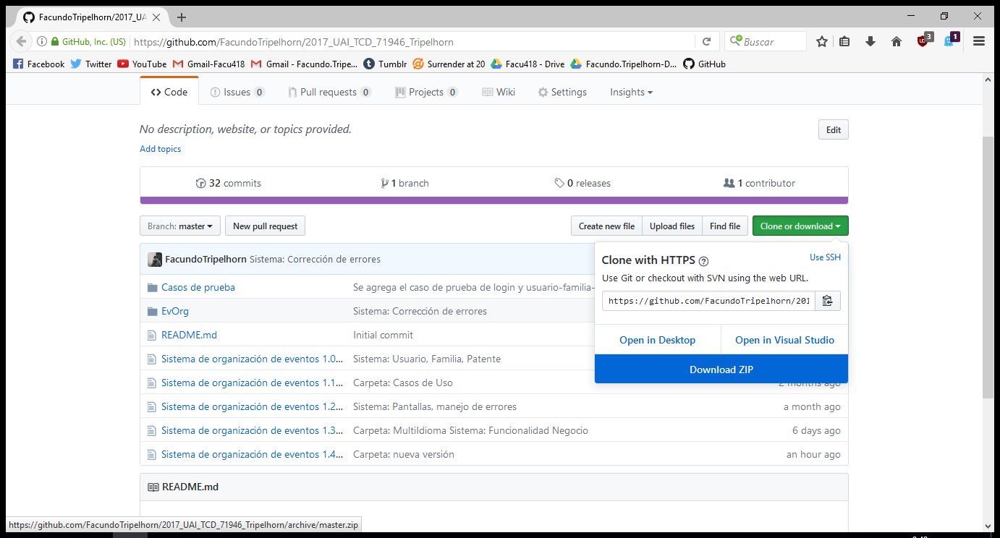 FacundoTripelhorn/2017_UA
GitHub, Inc. (US) https://github.com/FacundoTripelhorn/2017_UAI_TCD_71946_Tripelhorn Buscar 3 1
Facebook Twitter YouTube Gmail-Facu418 Gmail - Facundo.Tripe... Tumblr Surrender at 20 Facu418 - Drive Facundo.Tripelhorn-D... GitHub
Code Issues 0 Pull requests 0 Projects 0 Wiki Settings Insights
No description, website, or topics provided. Edit
Add topics
32 commits 1 branch 0 releases 1 contributor
Branch: master New pull request Create new file Upload files Find file Clone or download
FacundoTripelhorn Sistema: Corrección de errores
Clone with HTTPS ? Use SSH
Use Git or checkout with SVN using the web URL.
https://github.com/FacundoTripelhorn/201
Open in Desktop Open in Visual Studio
Download ZIP
Casos de prueba Se agrega el caso de prueba de login y usuario-familia-
EvOrg Sistema: Corrección de errores
README.md Initial commit
Sistema de organización de eventos 1.0... Sistema: Usuario, Familia, Patente
Sistema de organización de eventos 1.1... Carpeta: Casos de Uso 2 months ago
Sistema de organización de eventos 1.2... Sistema: Pantallas, manejo de errores a month ago
Sistema de organización de eventos 1.3... Carpeta: MultiIdioma Sistema: Funcionalidad Negocio 6 days ago
Sistema de organización de eventos 1.4... Carpeta: nueva versión an hour ago
README.md
https://github.com/FacundoTripelhorn/2017_UAI_TCD_71946_Tripelhorn/archive/master.zip